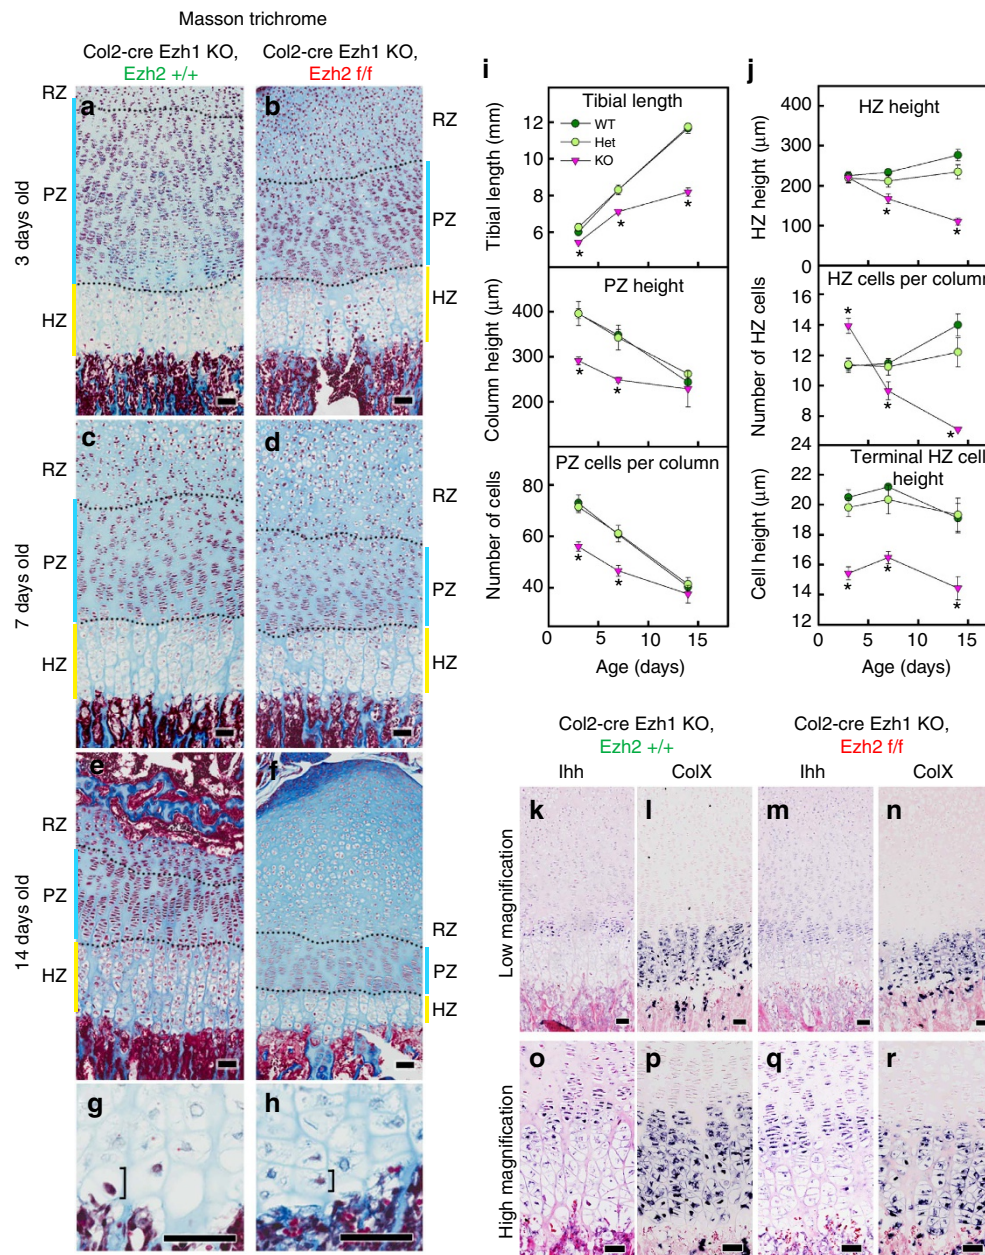 Masson trichrome
Col2-cre Ezh1 KO,
Ezh2 +/+
Col2-cre Ezh1 KO,
Ezh2 f/f
3 days old
RZ
PZ
HZ
a
b
RZ
PZ
HZ
7 days old
RZ
PZ
HZ
c
d
RZ
PZ
HZ
14 days old
RZ
PZ
HZ
e
f
RZ
PZ
HZ
g
h
i
Tibial length
WT
Het
KO
Tibial length (mm)
12
10
8
6
*
*
*
PZ height
Column height (μm)
400
300
200
*
*
PZ cells per column
Number of cells
80
60
40
*
*
0 5 10 15
Age (days)
j
HZ height
HZ height (μm)
400
300
200
100
0
*
*
HZ cells per column
Number of HZ cells
16
14
12
10
8
*
*
*
Terminal HZ cell
height
Cell height (μm)
24
22
20
18
16
14
12
*
*
*
0 5 10 15
Age (days)
Col2-cre Ezh1 KO,
Ezh2 +/+
Col2-cre Ezh1 KO,
Ezh2 f/f
Ihh ColX Ihh ColX
Low magnification
k l m n
High magnification
o p q r